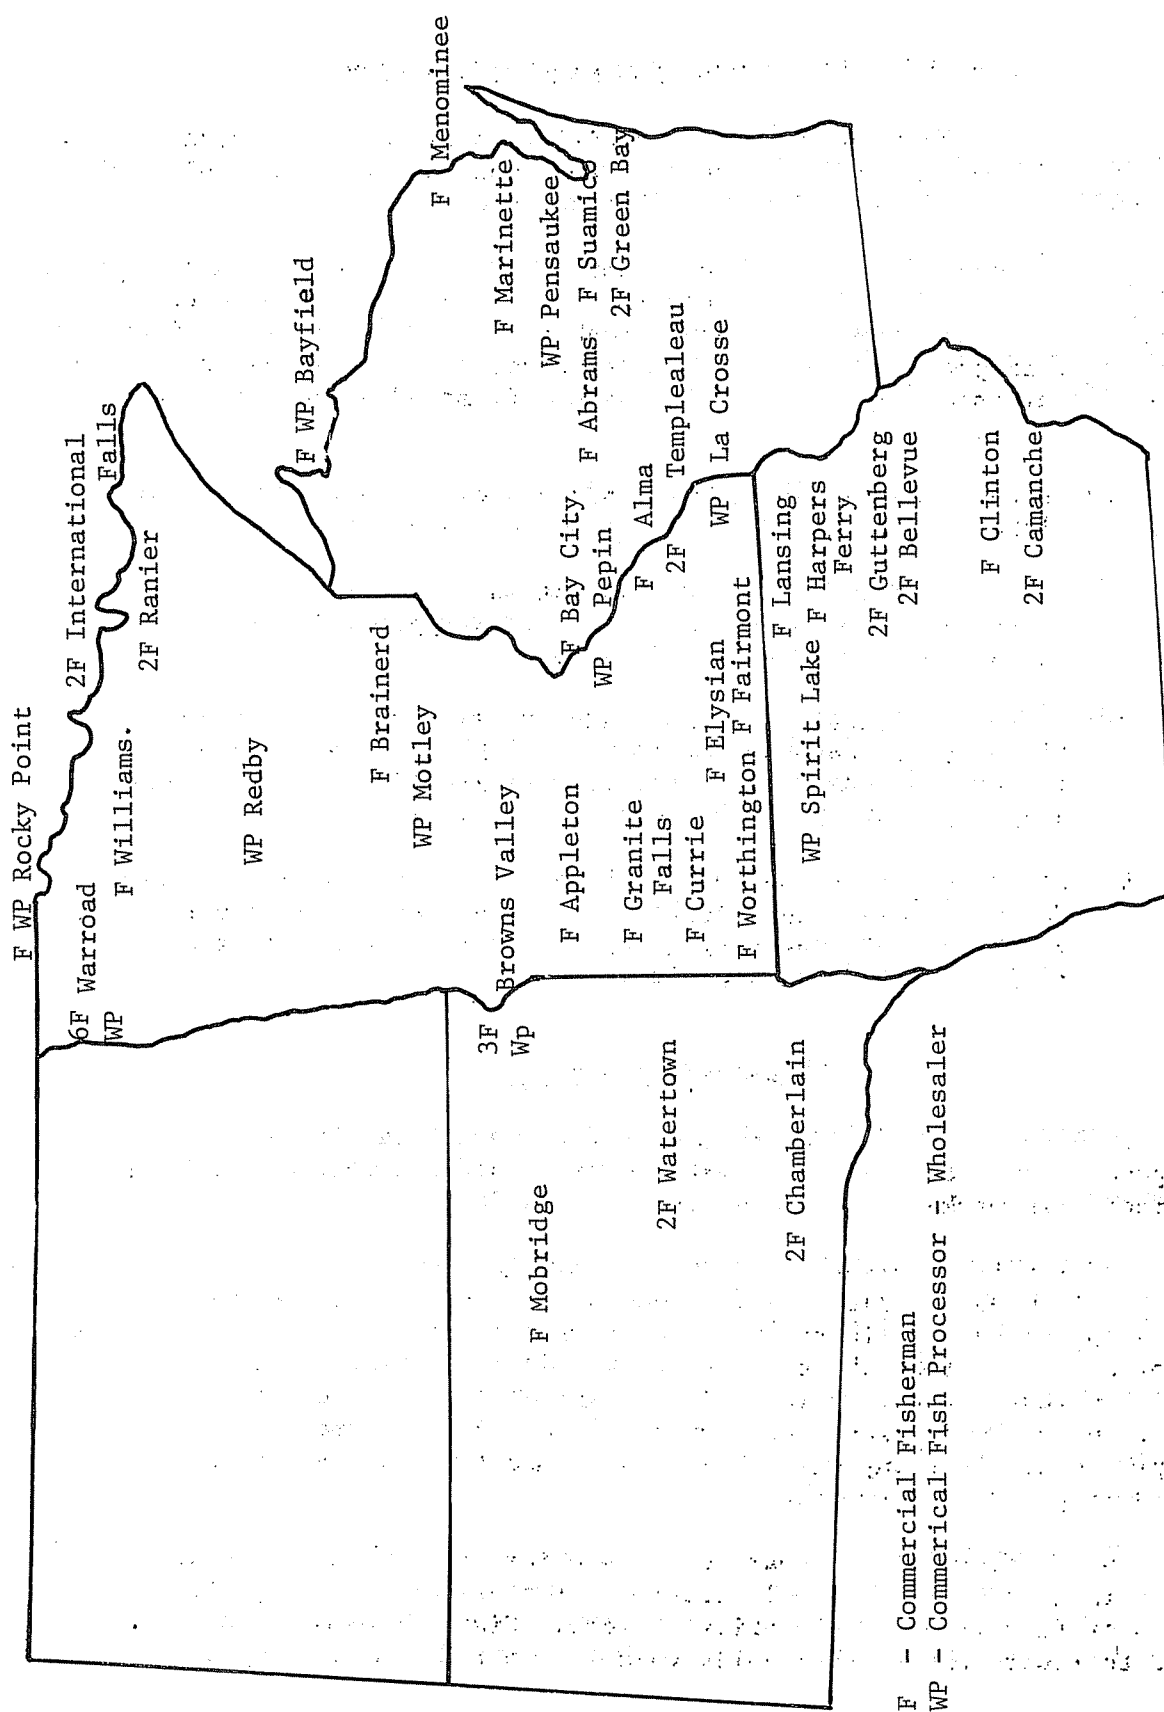 F WP Rocky Point
6F Warroad
WP
F Williams.
2F International
Falls
2F Ranier
WP Redby
F WP Bayfield
F Brainerd
WP Motley
F Menominee
3F Browns Valley
Wp
F Marinette
F Mobridge
WP Pensaukee
F Appleton
F Bay City
F Abrams
F Suamico
WP Pepin
2F Green Bay
F Granite
Falls
F Alma
2F Watertown
2F Templealeau
F Currie
F Elysian
WP La Crosse
F Worthington
F Fairmont
F Lansing
2F Chamberlain
WP Spirit Lake
F Harpers
Ferry
2F Guttenberg
2F Bellevue
F Clinton
2F Camanche
F - Commercial Fisherman
WP - Commerical Fish Processor - Wholesaler